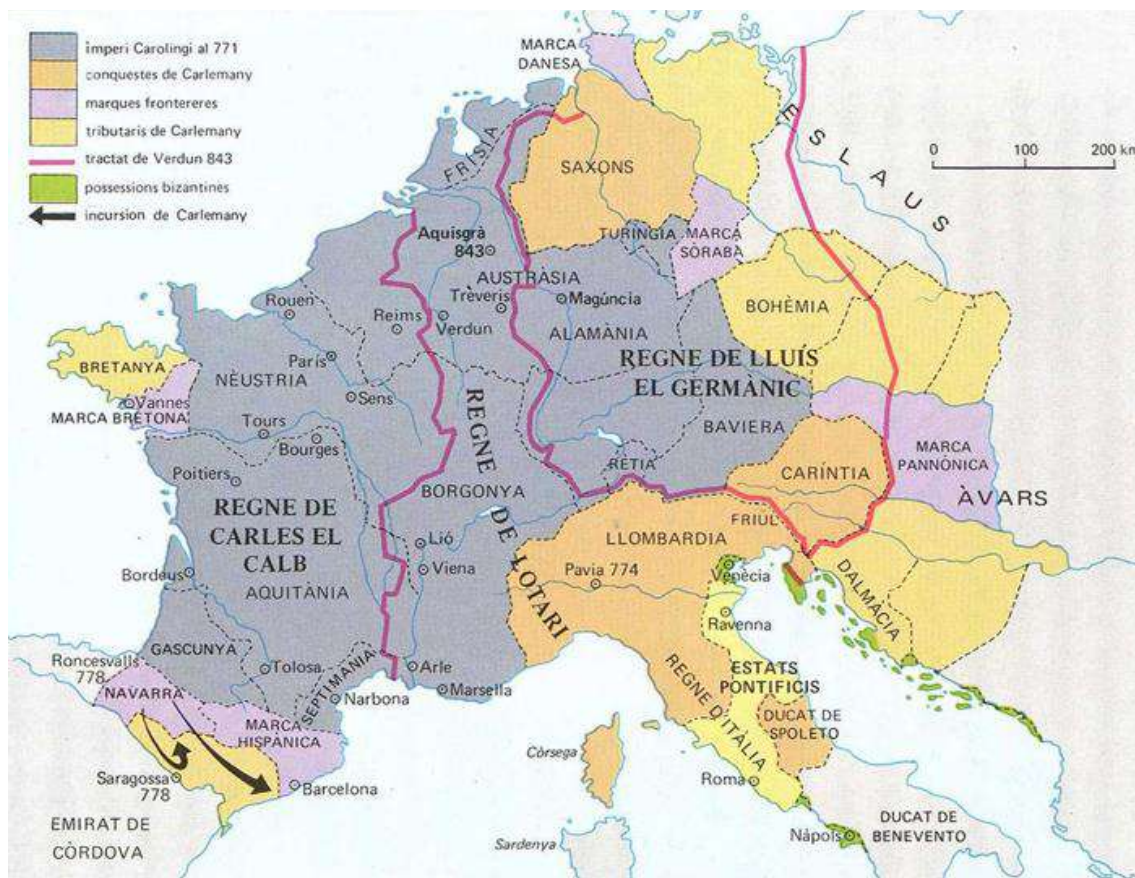 imperi Carolingi al 771
conquestes de Carlemany
marques frontereres
tributaris de Carlemany
tractat de Verdun 843
possessions bizantines
incursion de Carlemany
MARCA
DANESA
ESLAUS
0 100 200 km
FRÍSIA
SAXONS
Aquisgrà
843
TURÍNGIA
MARCA
SÒRABA
AUSTRÀSIA
Trèveris
Magúncia
BOHÈMIA
Rouen
Reims
Verdun
ALAMÀNIA
REGNE DE LLUÍS
EL GERMÀNIC
BRETANYA
París
NÈUSTRIA
Sens
Vannes
MARCA BRETONA
Tours
Bourges
REGNE DE LOTARI
BAVIERA
MARCA
PANNÒNICA
ÀVARS
Poitiers
RÈTIA
CARÍNTIA
BORGONYA
REGNE DE
CARLES EL
CALB
AQUITÀNIA
FRIUL
LLOMBARDIA
Lió
Viena
Pavia 774
Bordeus
Venècia
DALMÀCIA
Ravenna
GASCUNYA
Roncesvalls
778
Tolosa
SEPTIMÀNIA
Arle
Marsella
Narbona
NAVARRA
MARCA
HISPÀNICA
ESTATS
PONTIFICIS
REGNE D'ITÀLIA
DUCAT DE
SPOLETO
Còrsega
Saragossa
778
Barcelona
Roma
EMIRAT DE
CÒRDOVA
Sardenya
Nàpols
DUCAT DE
BENEVENTO